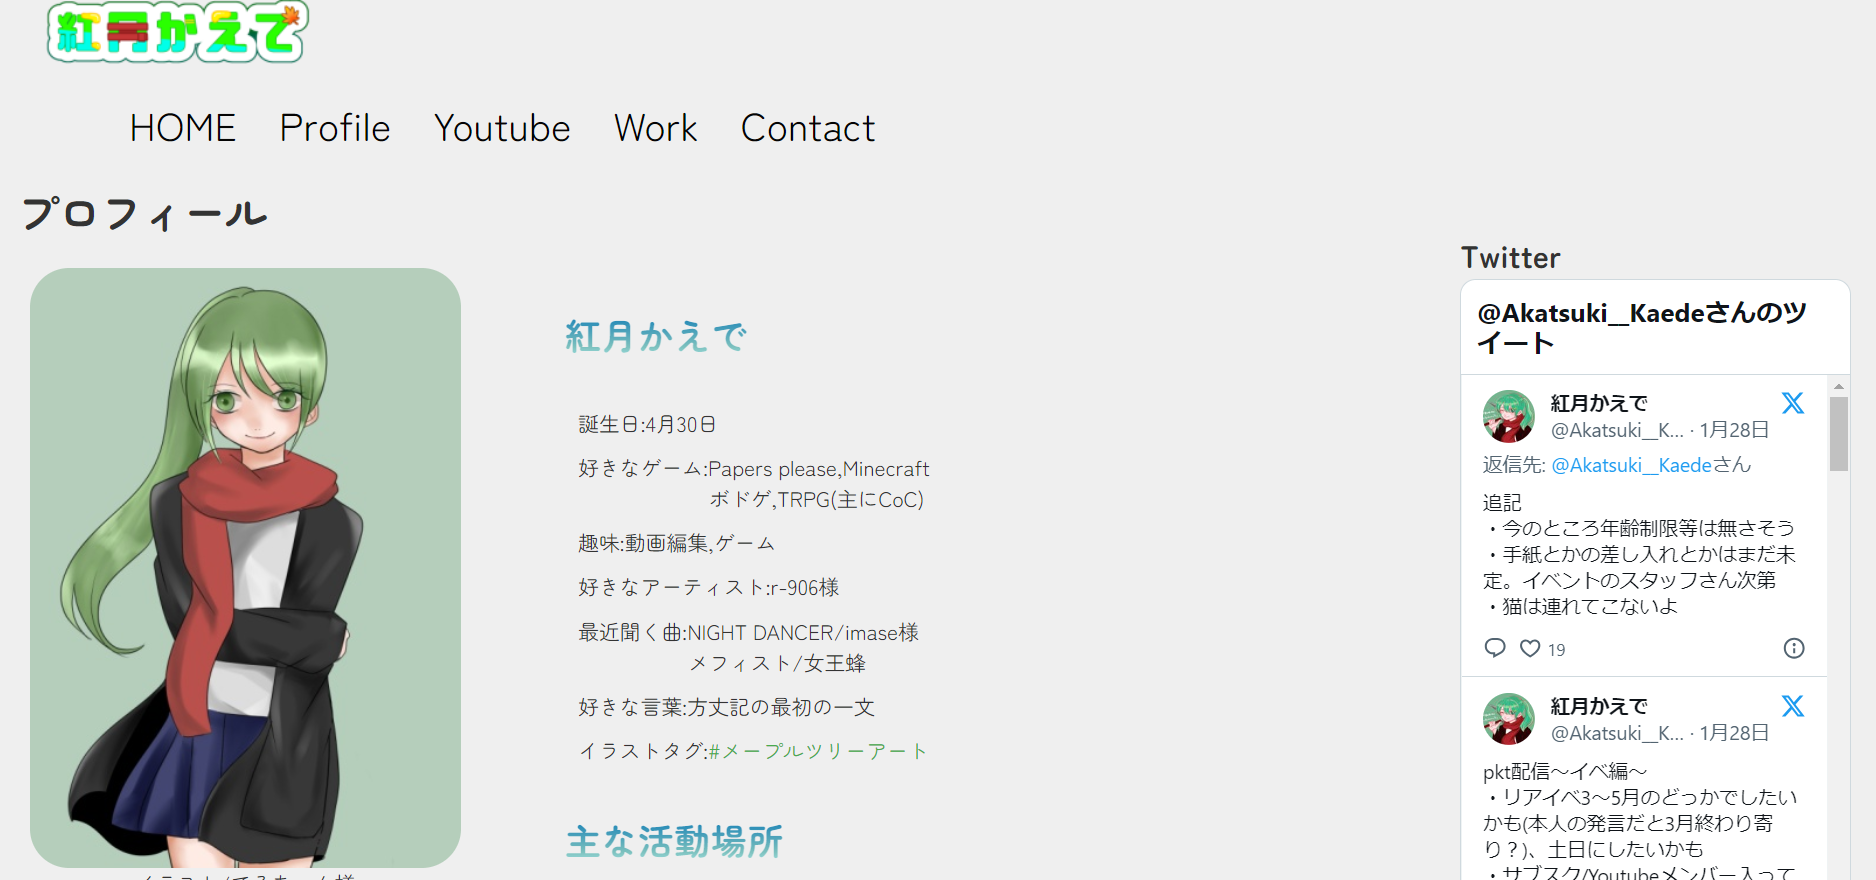 紅月かえで
HOME Profile Youtube Work Contact
プロフィール
紅月かえで
誕生日:4月30日
好きなゲーム:Papers please,Minecraft
ボドゲ,TRPG(主にCoC)
趣味:動画編集,ゲーム
好きなアーティスト:r-906様
最近聞く曲:NIGHT DANCER/imase様
メフィスト/女王蜂
好きな言葉:方丈記の最初の一文
イラストタグ:#メープルツリーアート
主な活動場所
Twitter
@Akatsuki__Kaedeさんのツ
イート
紅月かえで
@Akatsuki__K... · 1月28日
返信先: @Akatsuki__Kaedeさん
追記
・今のところ年齢制限等は無さそう
・手紙とかの差し入れとかはまだ未
定。イベントのスタッフさん次第
・猫は連れてこないよ
19
紅月かえで
@Akatsuki__K... · 1月28日
pkt配信～イベ編～
・リアイベ3～5月のどっかでしたい
かも(本人の発言だと3月終わり寄
り？)、土日にしたいかも
・サブスク/Youtubeメンバー入って